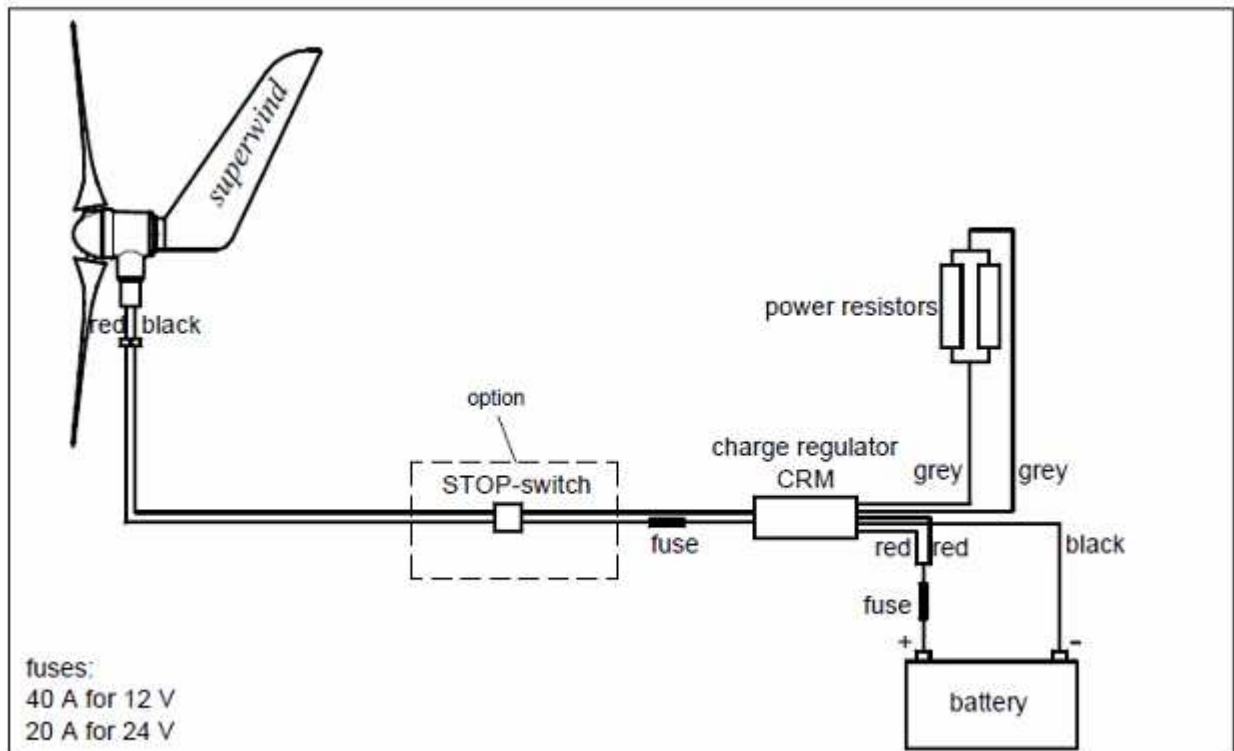 superwind
red black
power resistors
option
STOP-switch
charge regulator
CRM
grey grey
fuse
red red black
fuse
+ -
battery
fuses:
40 A for 12 V
20 A for 24 V